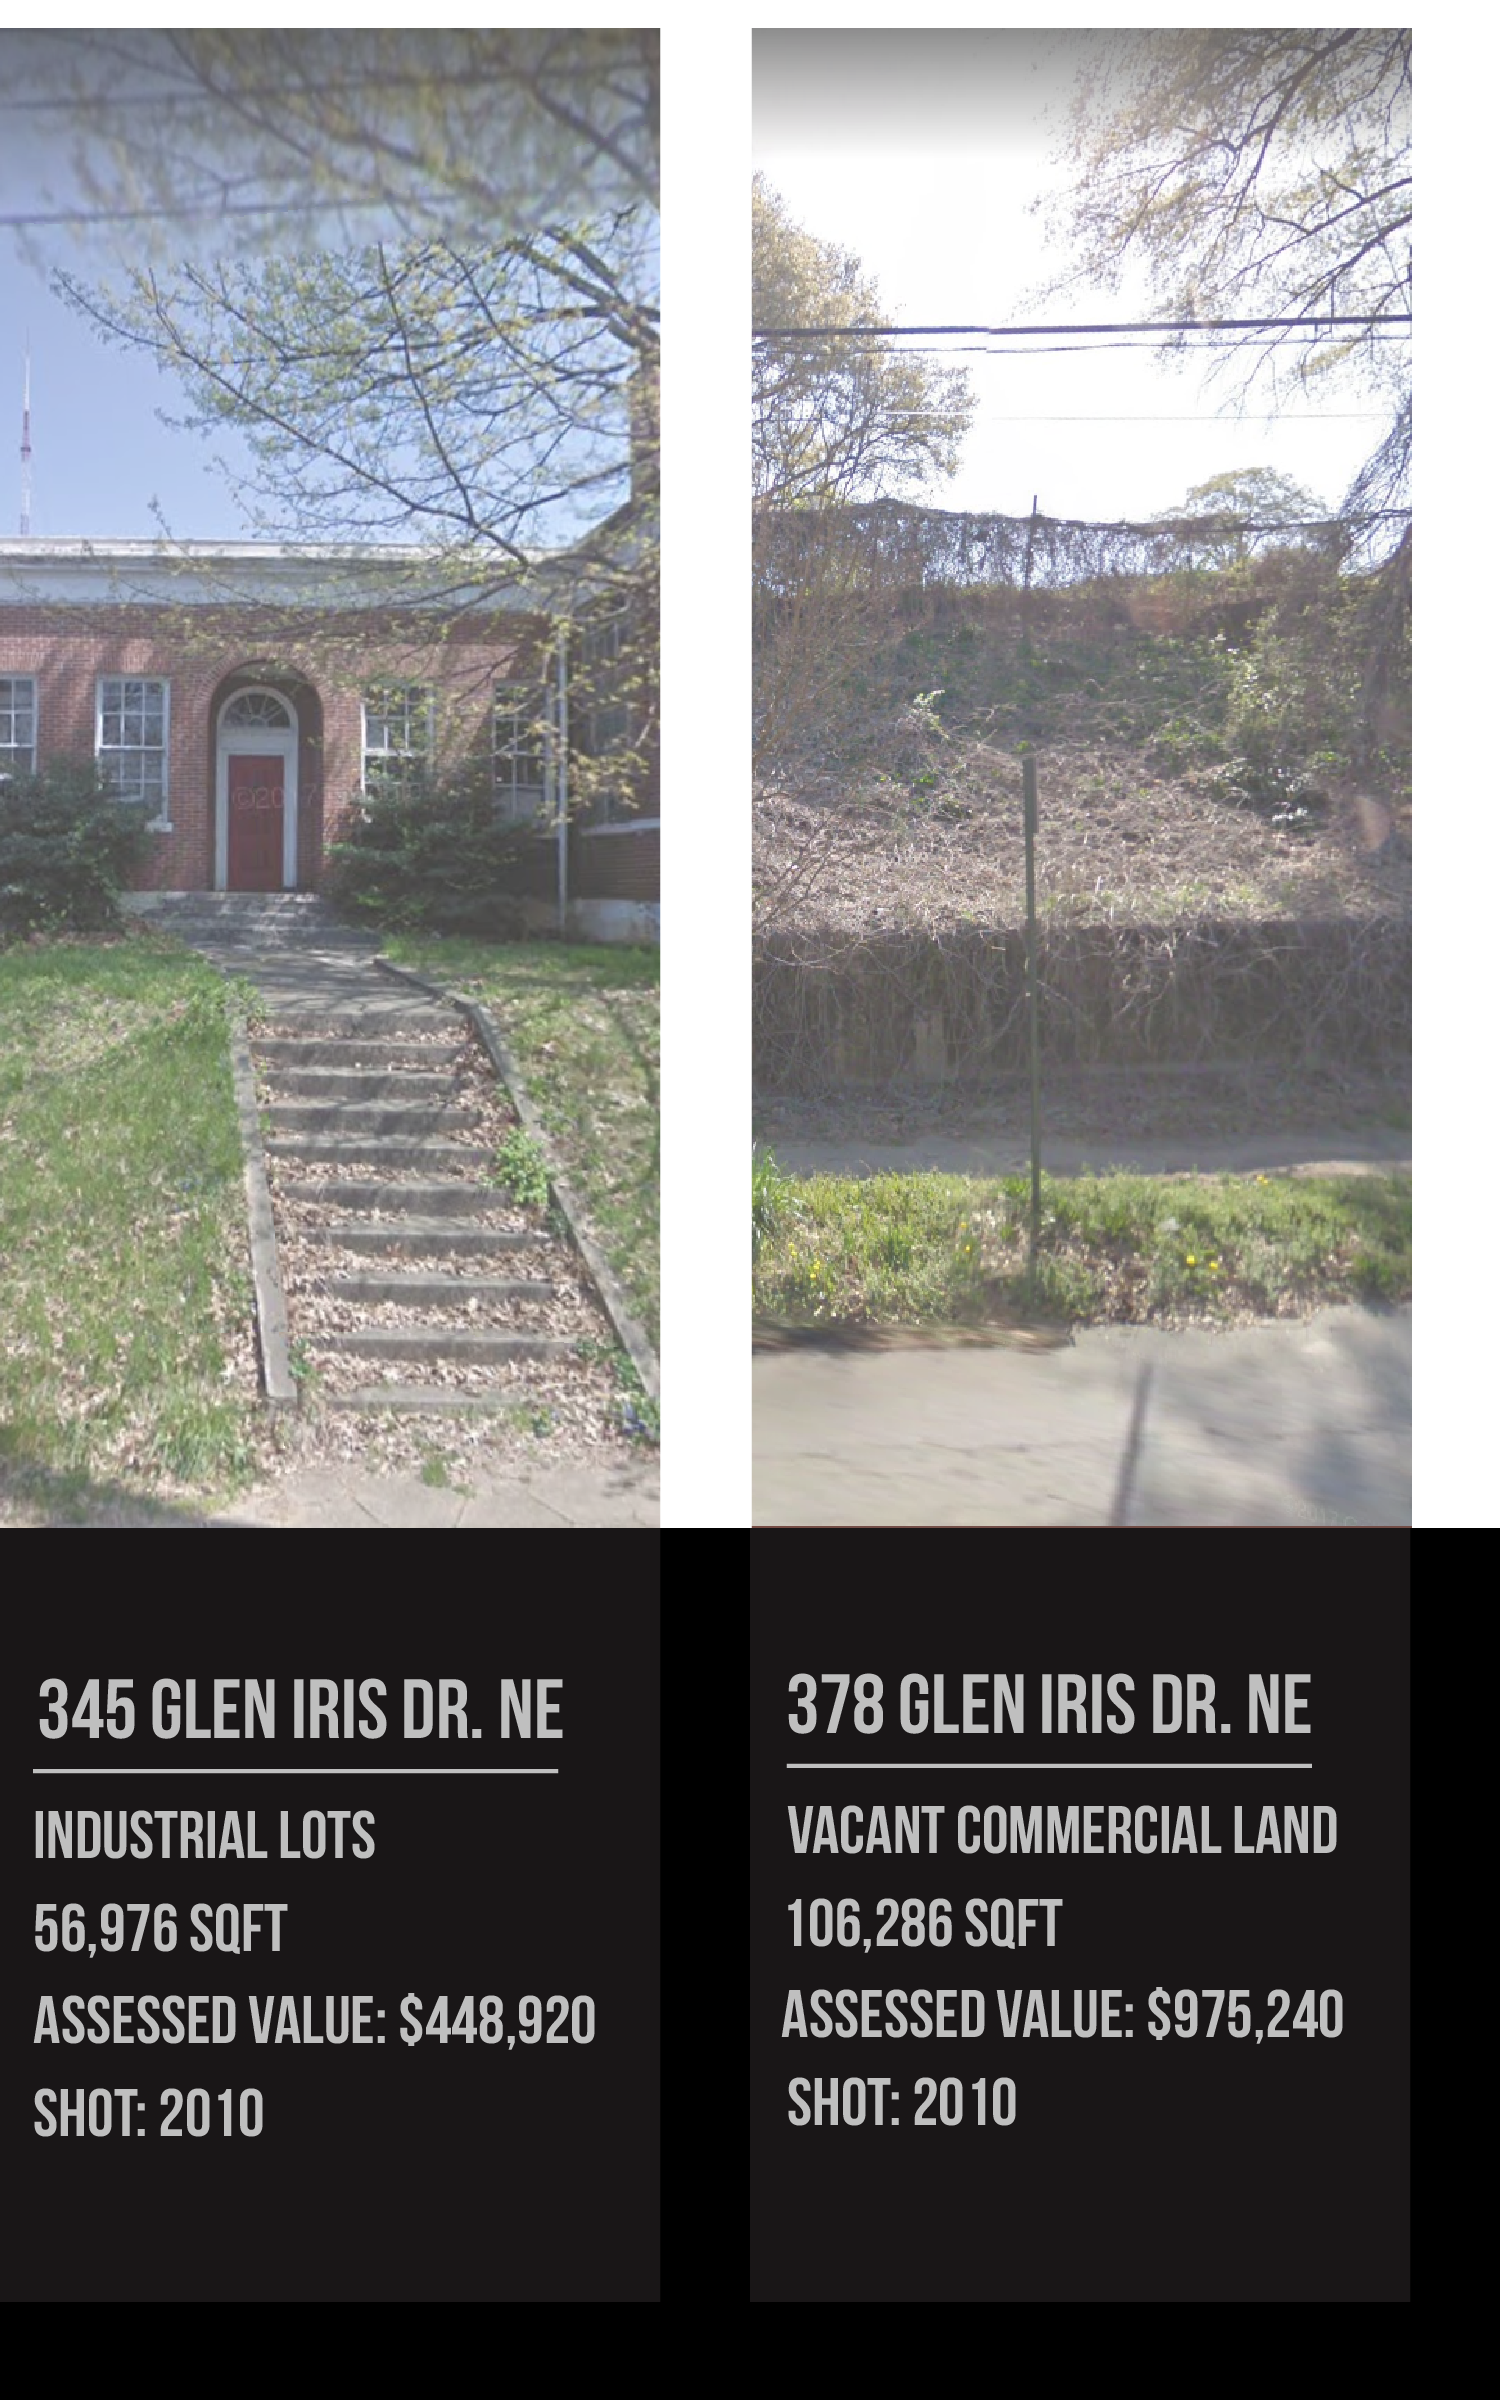 ©2017
345 GLEN IRIS DR. NE
INDUSTRIAL LOTS
56,976 SQFT
ASSESSED VALUE: $448,920
SHOT: 2010
378 GLEN IRIS DR. NE
VACANT COMMERCIAL LAND
106,286 SQFT
ASSESSED VALUE: $975,240
SHOT: 2010